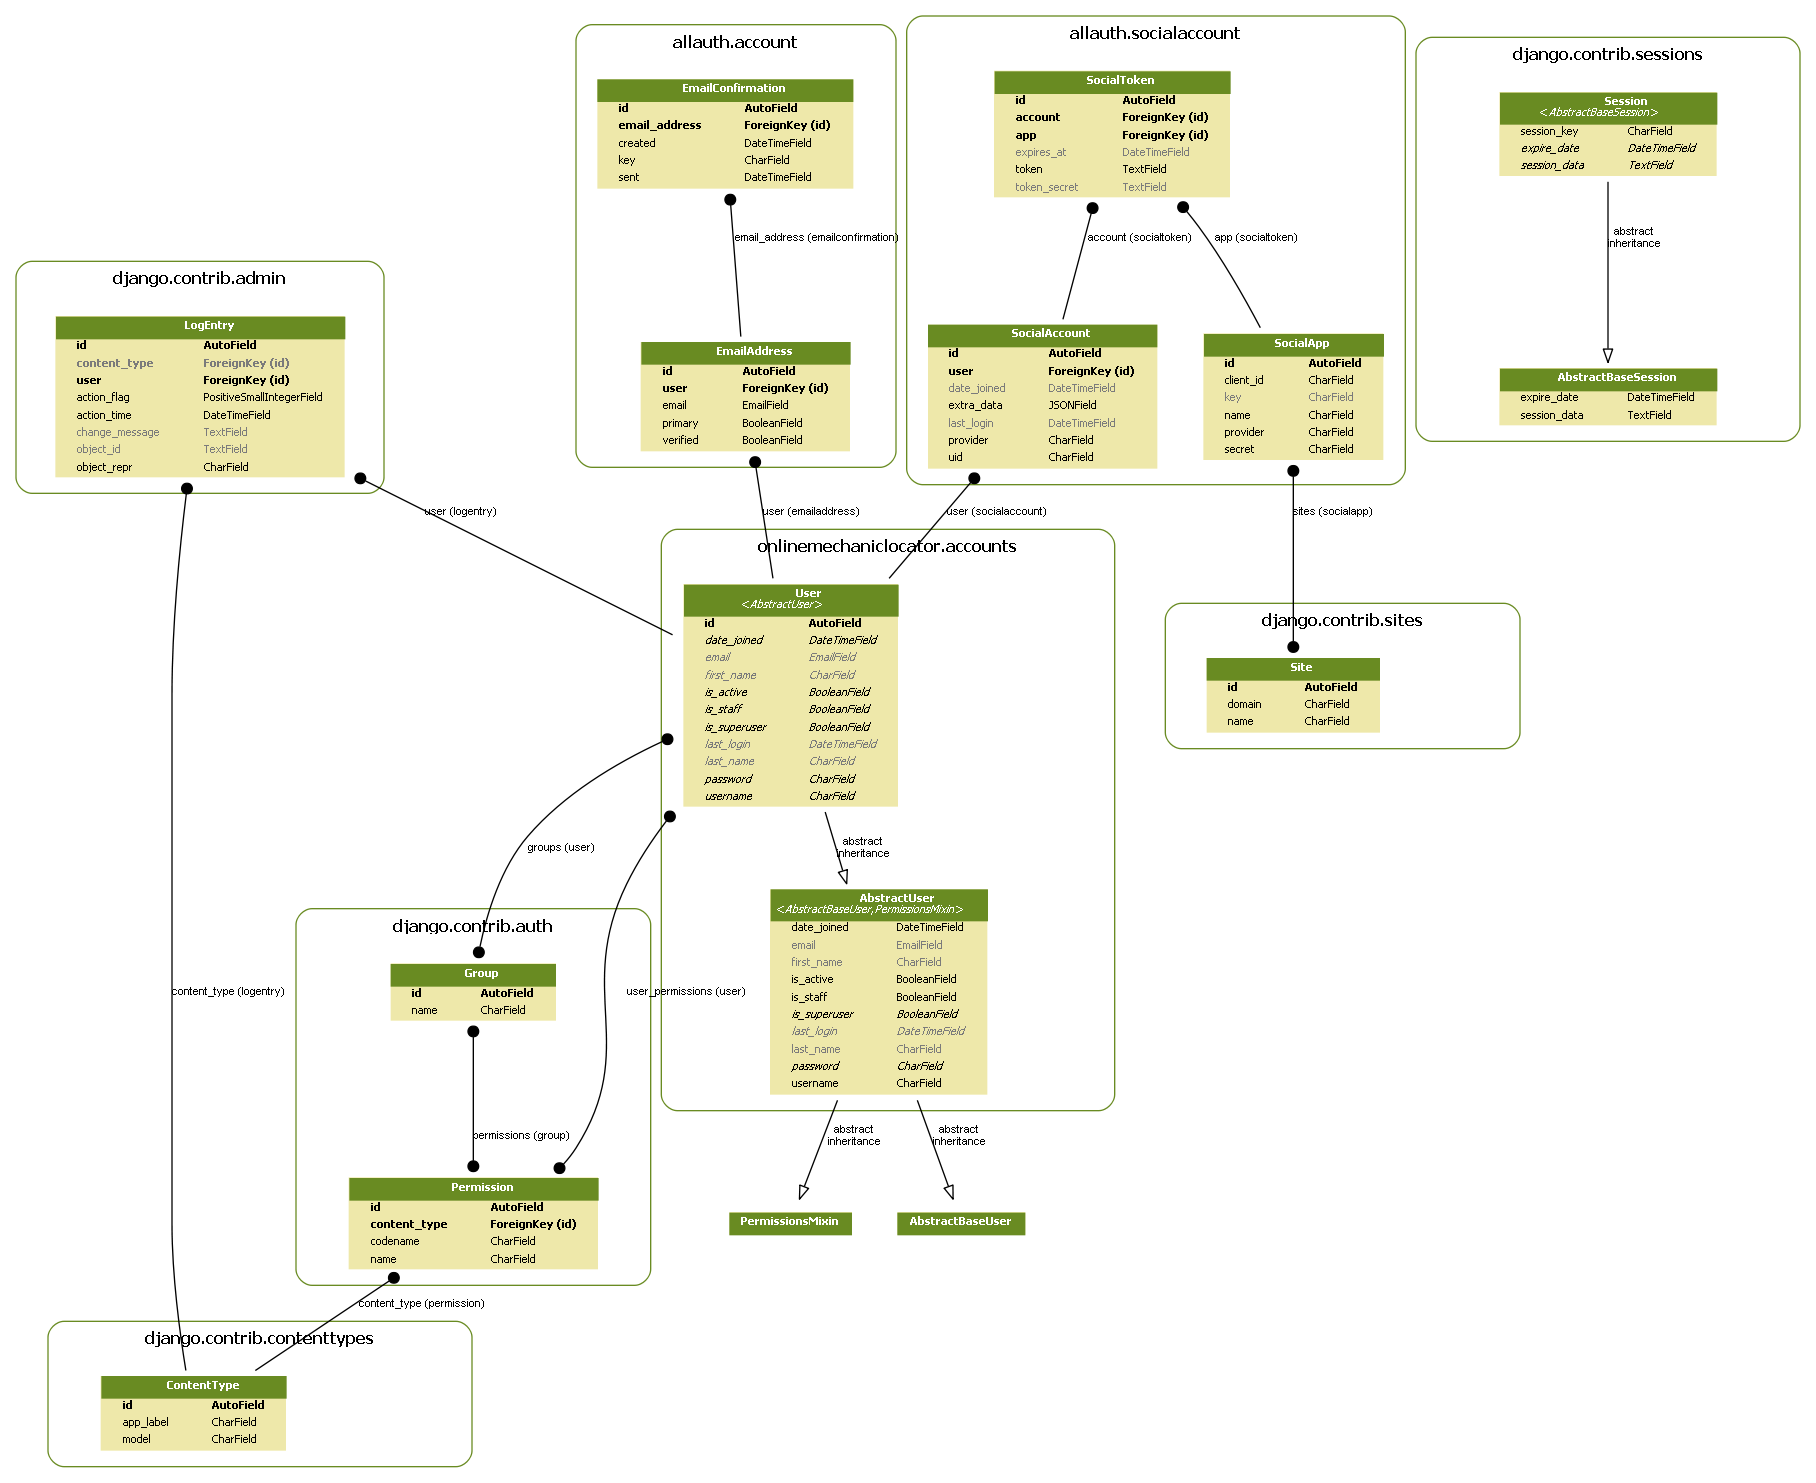 allauth.account
EmailConfirmation
id AutoField
email_address ForeignKey (id)
created DateTimeField
key CharField
sent DateTimeField
email_address (emailconfirmation)
EmailAddress
id AutoField
user ForeignKey (id)
email EmailField
primary BooleanField
verified BooleanField
user (emailaddress)
allauth.socialaccount
SocialToken
id AutoField
account ForeignKey (id)
app ForeignKey (id)
expires_at DateTimeField
token TextField
token_secret TextField
account (socialtoken)
app (socialtoken)
SocialAccount
id AutoField
user ForeignKey (id)
date_joined DateTimeField
extra_data JSONField
last_login DateTimeField
provider CharField
uid CharField
user (socialaccount)
SocialApp
id AutoField
client_id CharField
key CharField
name CharField
provider CharField
secret CharField
sites (socialapp)
django.contrib.sessions
Session
<AbstractBaseSession>
session_key CharField
expire_date DateTimeField
session_data TextField
abstract
inheritance
AbstractBaseSession
expire_date DateTimeField
session_data TextField
django.contrib.admin
LogEntry
id AutoField
content_type ForeignKey (id)
user ForeignKey (id)
action_flag PositiveSmallIntegerField
action_time DateTimeField
change_message TextField
object_id TextField
object_repr CharField
user (logentry)
content_type (logentry)
onlinemechaniclocator.accounts
User
<AbstractUser>
id AutoField
date_joined DateTimeField
email EmailField
first_name CharField
is_active BooleanField
is_staff BooleanField
is_superuser BooleanField
last_login DateTimeField
last_name CharField
password CharField
username CharField
abstract
inheritance
groups (user)
user_permissions (user)
AbstractUser
<AbstractBaseUser,PermissionsMixin>
date_joined DateTimeField
email EmailField
first_name CharField
is_active BooleanField
is_staff BooleanField
is_superuser BooleanField
last_login DateTimeField
last_name CharField
password CharField
username CharField
abstract
inheritance
abstract
inheritance
PermissionsMixin
AbstractBaseUser
django.contrib.sites
Site
id AutoField
domain CharField
name CharField
django.contrib.auth
Group
id AutoField
name CharField
permissions (group)
Permission
id AutoField
content_type ForeignKey (id)
codename CharField
name CharField
content_type (permission)
django.contrib.contenttypes
ContentType
id AutoField
app_label CharField
model CharField